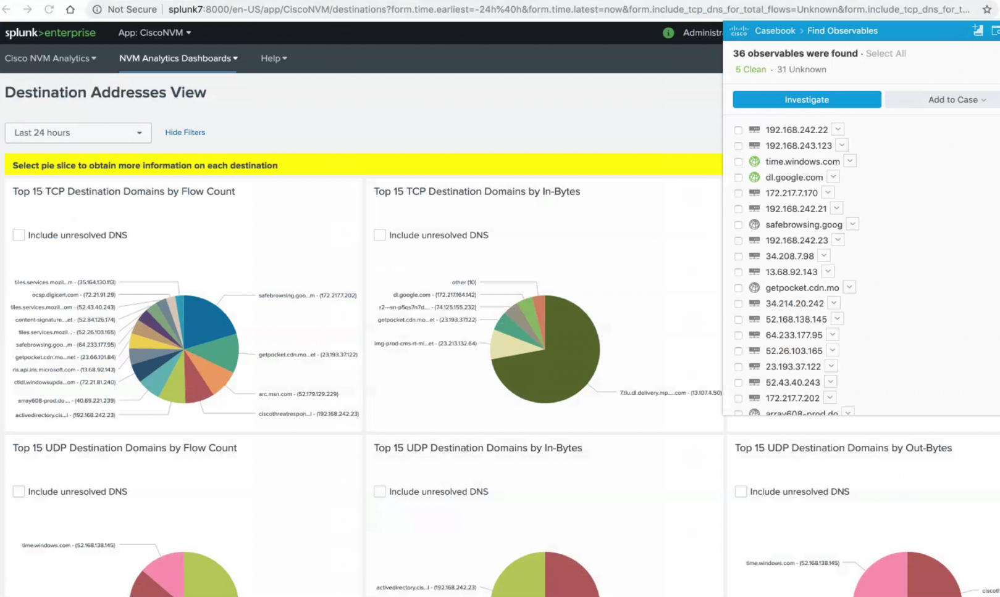 Not Secure | splunk7:8000/en-US/app/CiscoNVM/destinations?form.time.earliest=-24h%40h&form.time.latest=now&form.include_tcp_dns_for_total_flows=Unknown&form.include_tcp_dns_for_t...
splunk>enterprise App: CiscoNVM
i Administra
Cisco NVM Analytics NVM Analytics Dashboards Help
Destination Addresses View
Last 24 hours Hide Filters
Select pie slice to obtain more information on each destination
Top 15 TCP Destination Domains by Flow Count
Include unresolved DNS
tiles.services.mozil...m - (35.164.130.113)
ocsp.digicert.com - (72.21.91.29)
tiles.services.mozil...om - (52.43.40.243)
content-signature....et - (52.84.126.174)
tiles.services.mozil... - (52.26.103.165)
safebrowsing.goo...m - (64.233.177.95)
getpocket.cdn.mo...net - (23.66.101.84)
ris.api.iris.microsoft.com - (13.68.92.143)
ctldl.windowsupda...om - (72.21.81.240)
array608-prod.do.... - (40.69.221.239)
activedirectory.cis...l - (192.168.242.23)
safebrowsing.goo...m - (172.217.7.202)
getpocket.cdn.mo...et - (23.193.37.122)
arc.msn.com - (52.179.129.229)
ciscothreatrespon...l - (192.168.242.23)
Top 15 TCP Destination Domains by In-Bytes
Include unresolved DNS
other (10)
dl.google.com - (172.217.164.142)
r2---sn-p5qs7n7d.... - (74.125.155.232)
getpocket.cdn.mo...et - (23.193.37.122)
img-prod-cms-rt-mi...et - (23.213.132.64)
7.tlu.dl.delivery.mp.....com - (13.107.4.50)
cisco Casebook > Find Observables
36 observables were found · Select All
5 Clean · 31 Unknown
Investigate Add to Case
192.168.242.22
192.168.243.123
time.windows.com
dl.google.com
172.217.7.170
192.168.242.21
safebrowsing.goog
192.168.242.23
34.208.7.98
13.68.92.143
getpocket.cdn.mo
34.214.20.242
52.168.138.145
64.233.177.95
52.26.103.165
23.193.37.122
52.43.40.243
172.217.7.202
array608-prod.do
Top 15 UDP Destination Domains by Flow Count
Include unresolved DNS
time.windows.com - (52.168.138.145)
Top 15 UDP Destination Domains by In-Bytes
Include unresolved DNS
activedirectory.cis...l - (192.168.242.23)
Top 15 UDP Destination Domains by Out-Bytes
Include unresolved DNS
time.windows.com - (52.168.138.145)
ciscoth